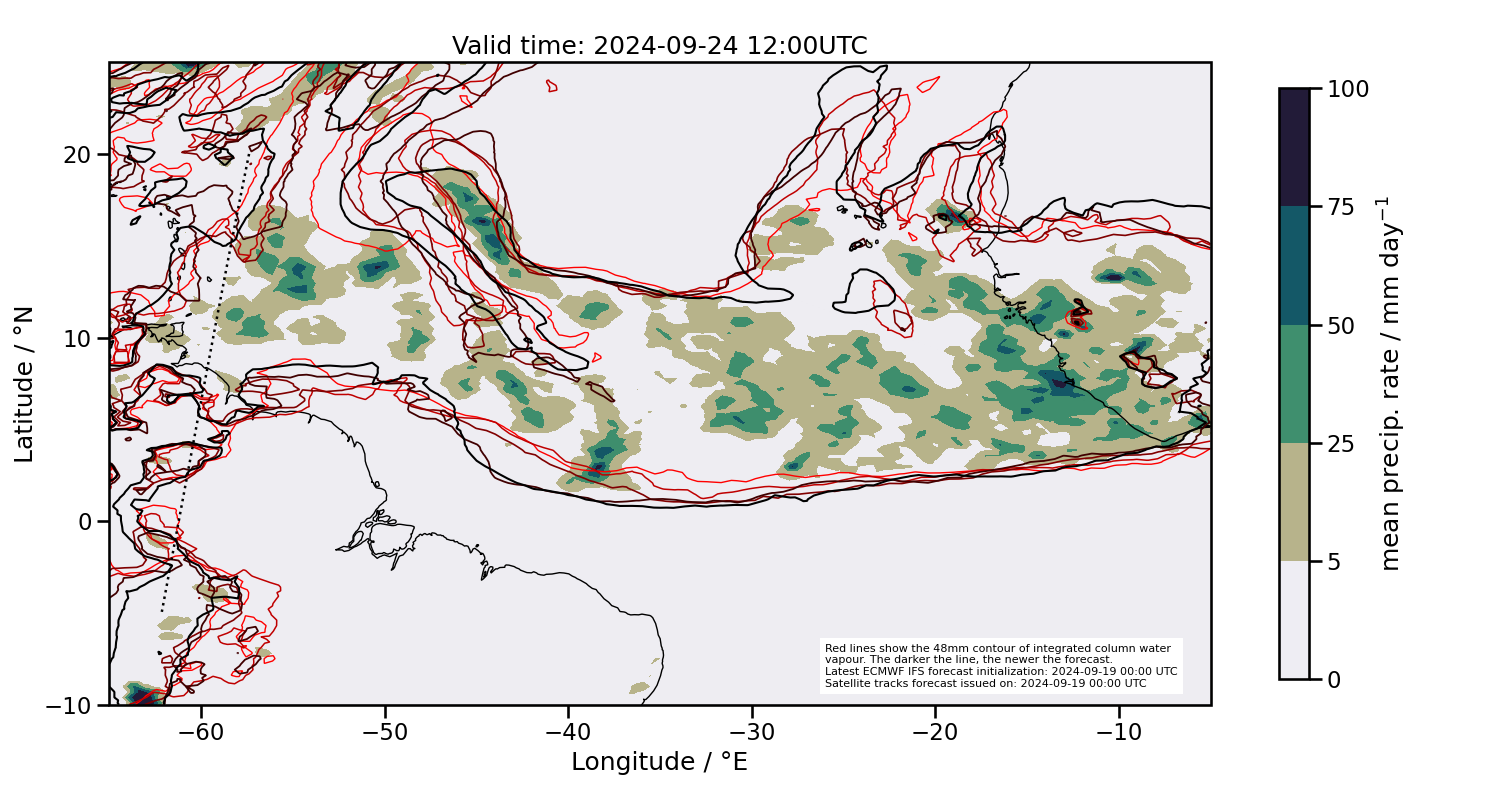 Valid time: 2024-09-24 12:00UTC
100
75
50
25
5
0
mean precip. rate / mm day⁻¹
20
10
0
−10
Latitude / °N
Red lines show the 48mm contour of integrated column water
vapour. The darker the line, the newer the forecast.
Latest ECMWF IFS forecast initialization: 2024-09-19 00:00 UTC
Satellite tracks forecast issued on: 2024-09-19 00:00 UTC
−60 −50 −40 −30 −20 −10
Longitude / °E